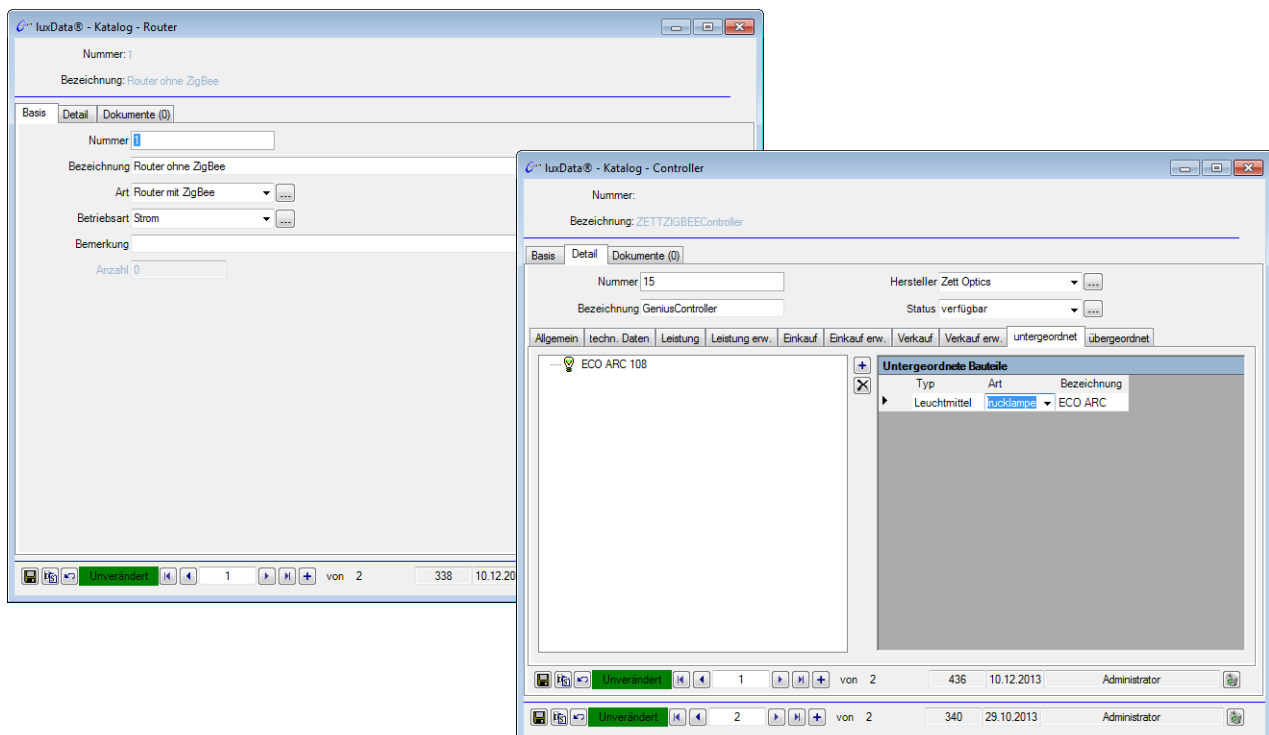 luxData® - Katalog - Router
Nummer: 1
Bezeichnung: Router ohne ZigBee
Basis Detail Dokumente (0)
Nummer 1
Bezeichnung Router ohne ZigBee
Art Router mit ZigBee ...
Betriebsart Strom ...
Bemerkung
Anzahl 0
Unverändert 1 von 2 338 10.12.20
luxData® - Katalog - Controller
Nummer:
Bezeichnung: ZETTZIGBEEController
Basis Detail Dokumente (0)
Nummer 15 Hersteller Zett Optics ...
Bezeichnung GeniusController Status verfügbar ...
Allgemein techn. Daten Leistung Leistung erw. Einkauf Einkauf erw. Verkauf Verkauf erw. untergeordnet übergeordnet
ECO ARC 108
Untergeordnete Bauteile
Typ Art Bezeichnung
Leuchtmittel rucklampe ECO ARC
Unverändert 1 von 2 436 10.12.2013 Administrator
Unverändert 2 von 2 340 29.10.2013 Administrator